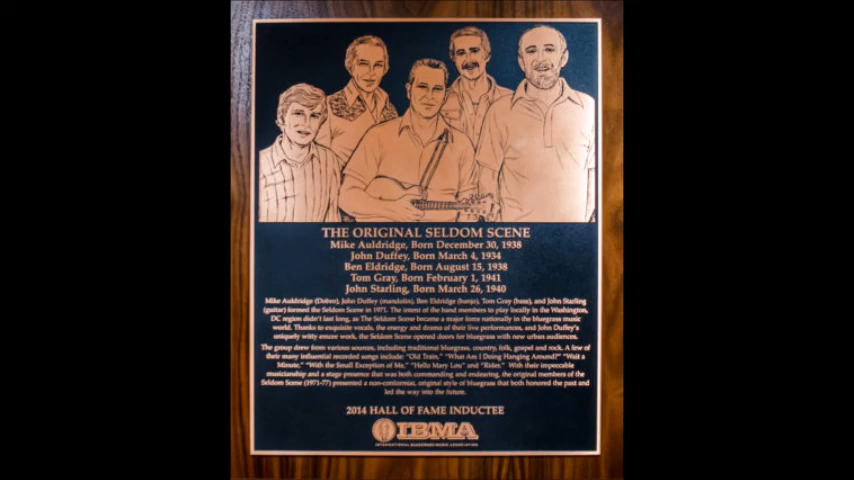 THE ORIGINAL SELDOM SCENE
Mike Auldridge, Born December 30, 1938
John Duffey, Born March 4, 1934
Ben Eldridge, Born August 15, 1938
Tom Gray, Born February 1, 1941
John Starling, Born March 26, 1940
Mike Auldridge (Dobro), John Duffey (mandolin), Ben Eldridge (banjo), Tom Gray (bass), and John Starling
(guitar) formed the Seldom Scene in 1971. The intent of the band members to play locally in the Washington,
DC region didn't last long, as The Seldom Scene became a major force nationally in the bluegrass music
world. Thanks to exquisite vocals, the energy and drama of their live performances, and John Duffey's
uniquely witty emcee work, the Seldom Scene opened doors for bluegrass with new urban audiences.
The group drew from various sources, including traditional bluegrass, country, folk, gospel and rock. A few of
their many influential recorded songs include: "Old Train," "What Am I Doing Hanging Around?" "Wait a
Minute," "With the Small Exception of Me," "Hello Mary Lou" and "Rider." With their impeccable
musicianship and a stage presence that was both commanding and endearing, the original members of the
Seldom Scene (1971-77) presented a non-conformist, original style of bluegrass that both honored the past and
led the way into the future.
2014 HALL OF FAME INDUCTEE
IBMA
INTERNATIONAL BLUEGRASS MUSIC ASSOCIATION